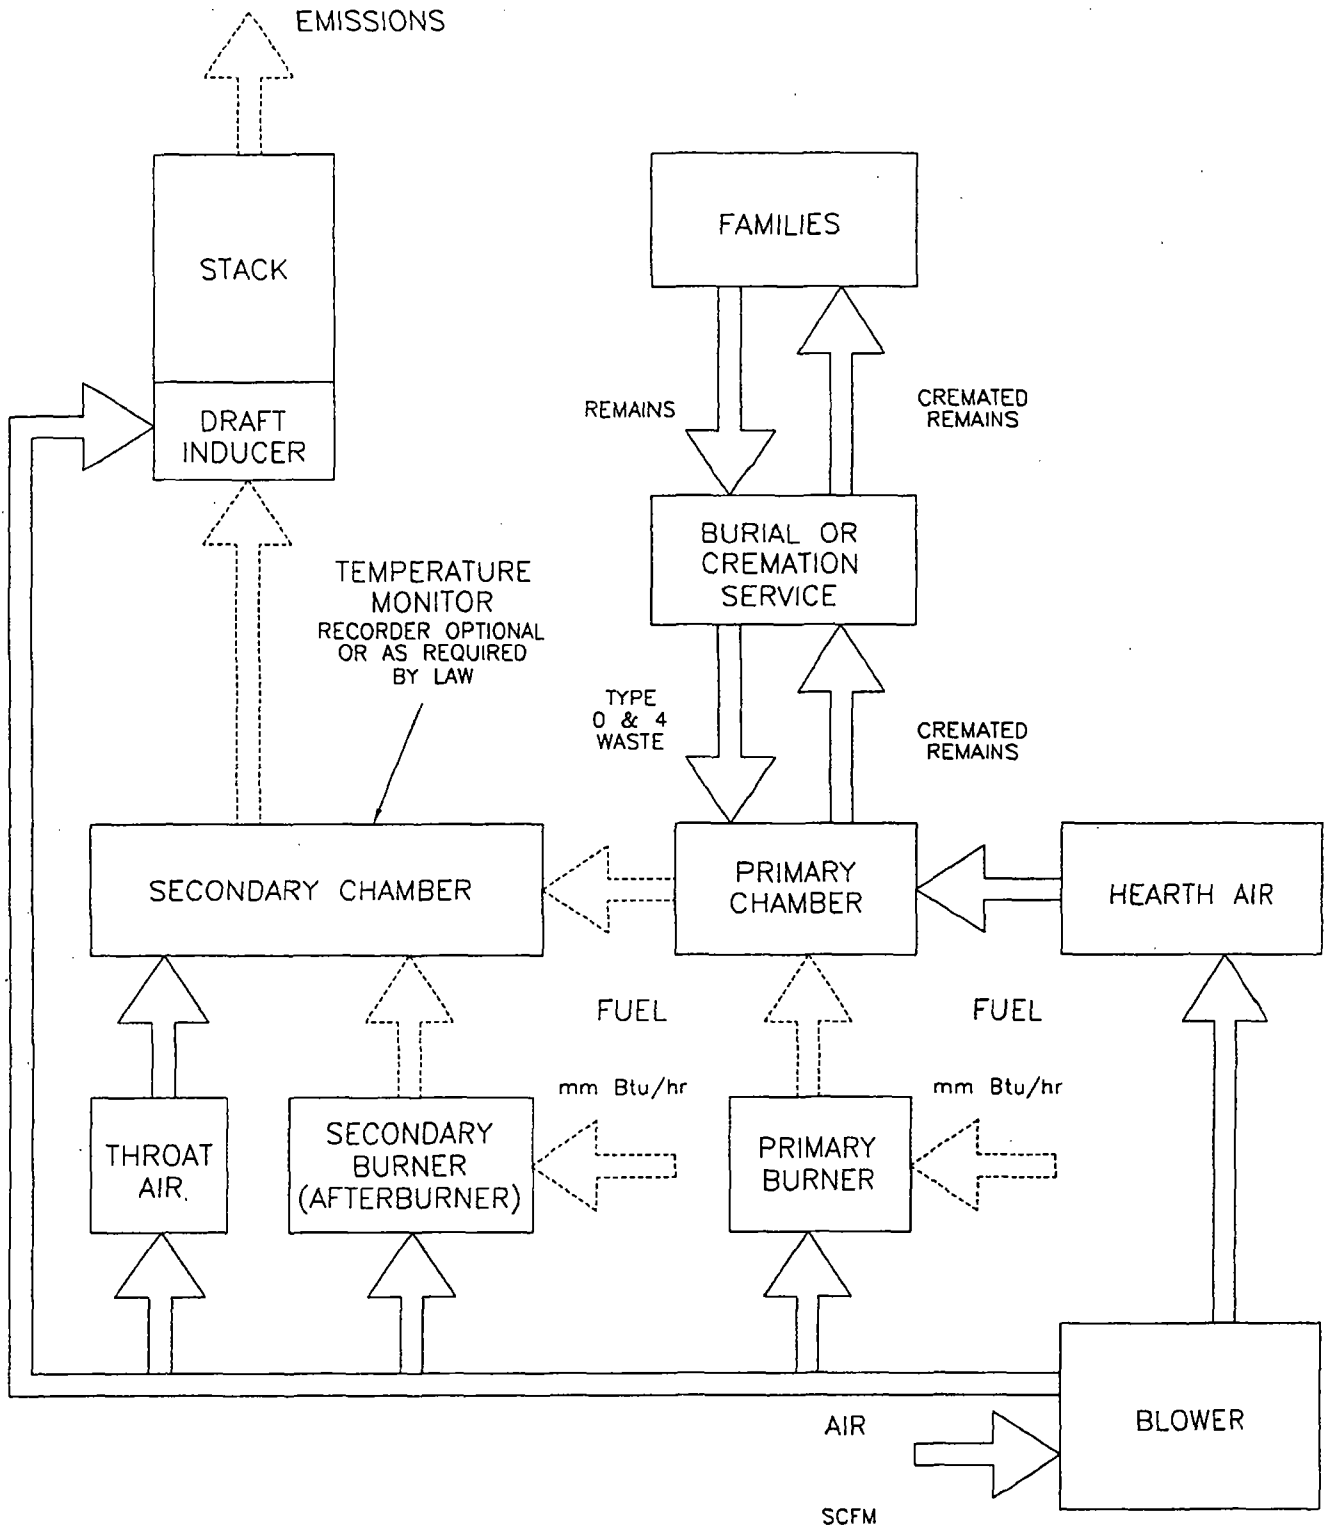 EMISSIONS
STACK
DRAFT
INDUCER
FAMILIES
REMAINS
CREMATED
REMAINS
BURIAL OR
CREMATION
SERVICE
TEMPERATURE
MONITOR
RECORDER OPTIONAL
OR AS REQUIRED
BY LAW
TYPE
0 & 4
WASTE
CREMATED
REMAINS
SECONDARY CHAMBER
PRIMARY
CHAMBER
HEARTH AIR
FUEL
mm Btu/hr
FUEL
mm Btu/hr
THROAT
AIR
SECONDARY
BURNER
(AFTERBURNER)
PRIMARY
BURNER
BLOWER
AIR
SCFM